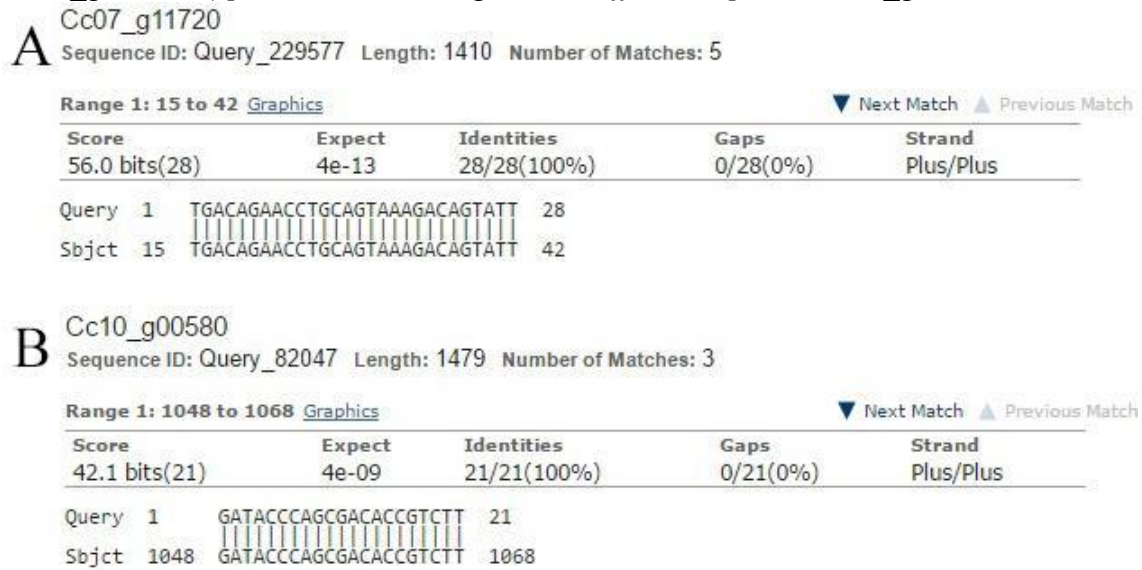 Cc07_g11720
A Sequence ID: Query_229577 Length: 1410 Number of Matches: 5
Range 1: 15 to 42 Graphics ▼ Next Match ▲ Previous Match
Score Expect Identities Gaps Strand
56.0 bits(28) 4e-13 28/28(100%) 0/28(0%) Plus/Plus
Query 1 TGACAGAACCTGCAGTAAAGACAGTATT 28
||||||||||||||||||||||||||||
Sbjct 15 TGACAGAACCTGCAGTAAAGACAGTATT 42
Cc10_g00580
B Sequence ID: Query_82047 Length: 1479 Number of Matches: 3
Range 1: 1048 to 1068 Graphics ▼ Next Match ▲ Previous Match
Score Expect Identities Gaps Strand
42.1 bits(21) 4e-09 21/21(100%) 0/21(0%) Plus/Plus
Query 1 GATACCCAGCGACACCGTCTT 21
|||||||||||||||||||||
Sbjct 1048 GATACCCAGCGACACCGTCTT 1068